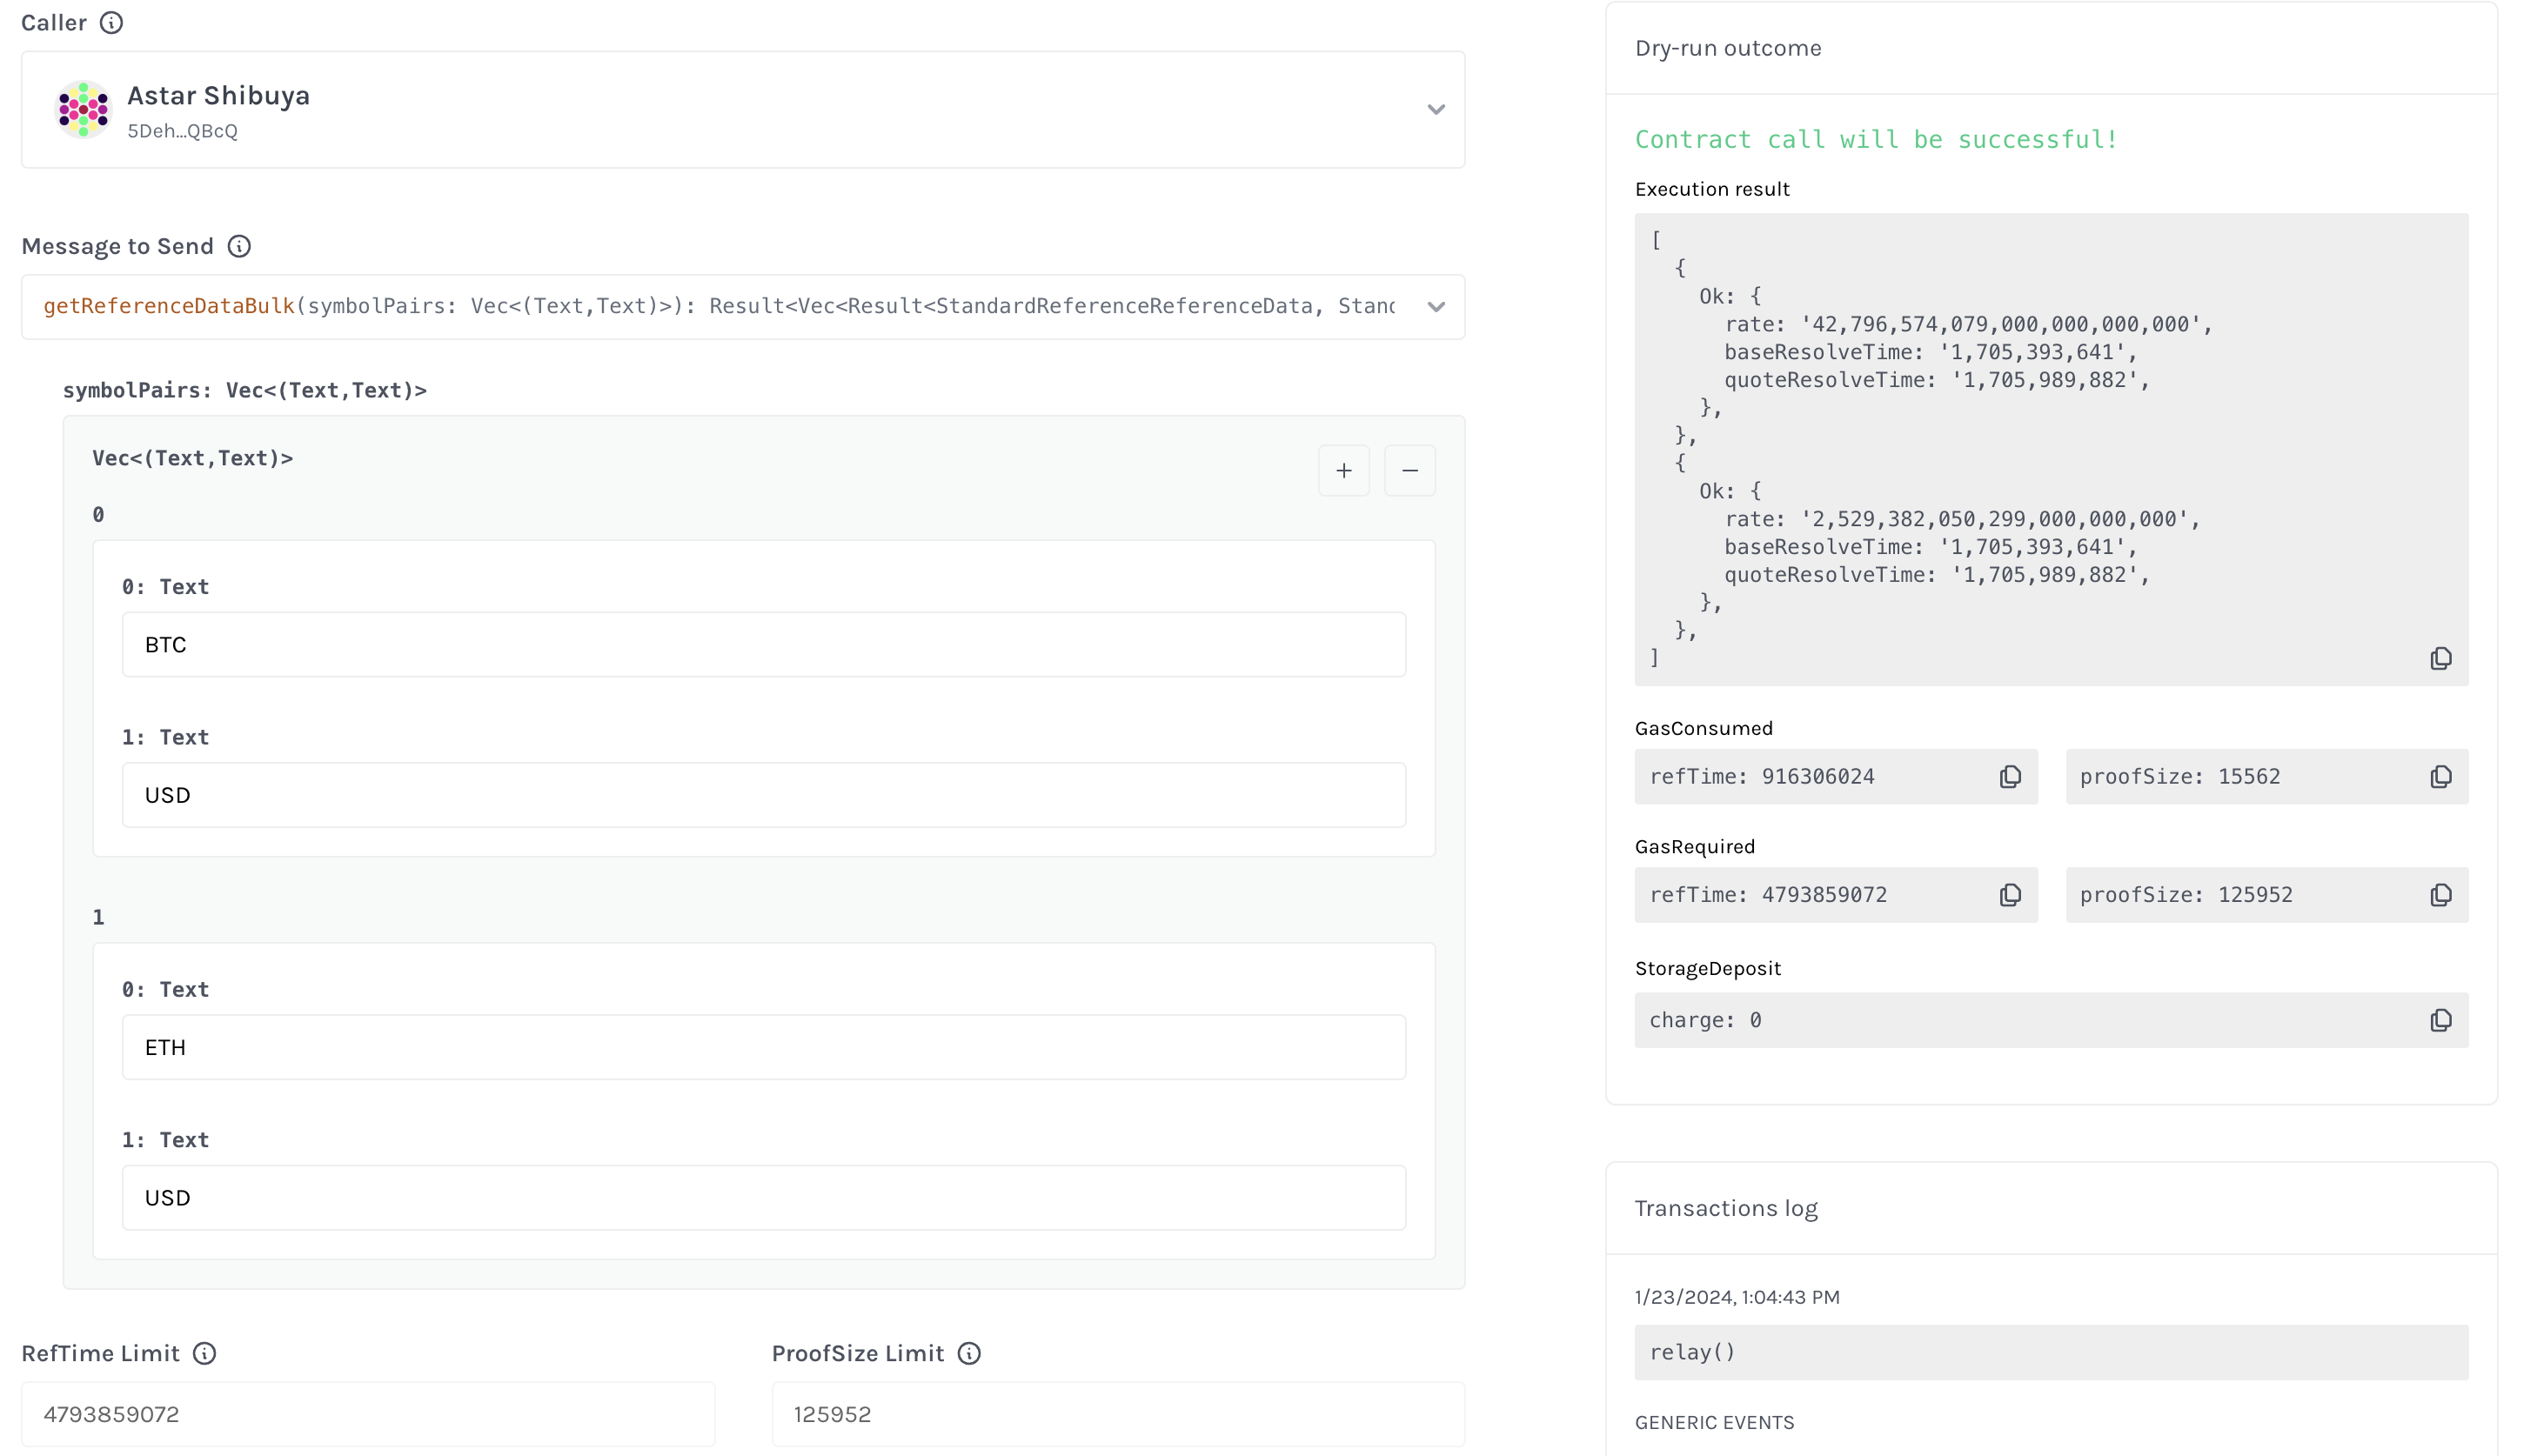 Caller
Astar Shibuya
5Deh...QBcQ
Message to Send
getReferenceDataBulk(symbolPairs: Vec<(Text,Text)>): Result<Vec<Result<StandardReferenceReferenceData, Stanc
symbolPairs: Vec<(Text,Text)>
Vec<(Text,Text)>
+ −
0
0: Text
BTC
1: Text
USD
1
0: Text
ETH
1: Text
USD
RefTime Limit
4793859072
ProofSize Limit
125952
Dry-run outcome
Contract call will be successful!
Execution result
[
{
Ok: {
rate: '42,796,574,079,000,000,000,000',
baseResolveTime: '1,705,393,641',
quoteResolveTime: '1,705,989,882',
},
},
{
Ok: {
rate: '2,529,382,050,299,000,000,000',
baseResolveTime: '1,705,393,641',
quoteResolveTime: '1,705,989,882',
},
},
]
GasConsumed
refTime: 916306024
proofSize: 15562
GasRequired
refTime: 4793859072
proofSize: 125952
StorageDeposit
charge: 0
Transactions log
1/23/2024, 1:04:43 PM
relay()
GENERIC EVENTS